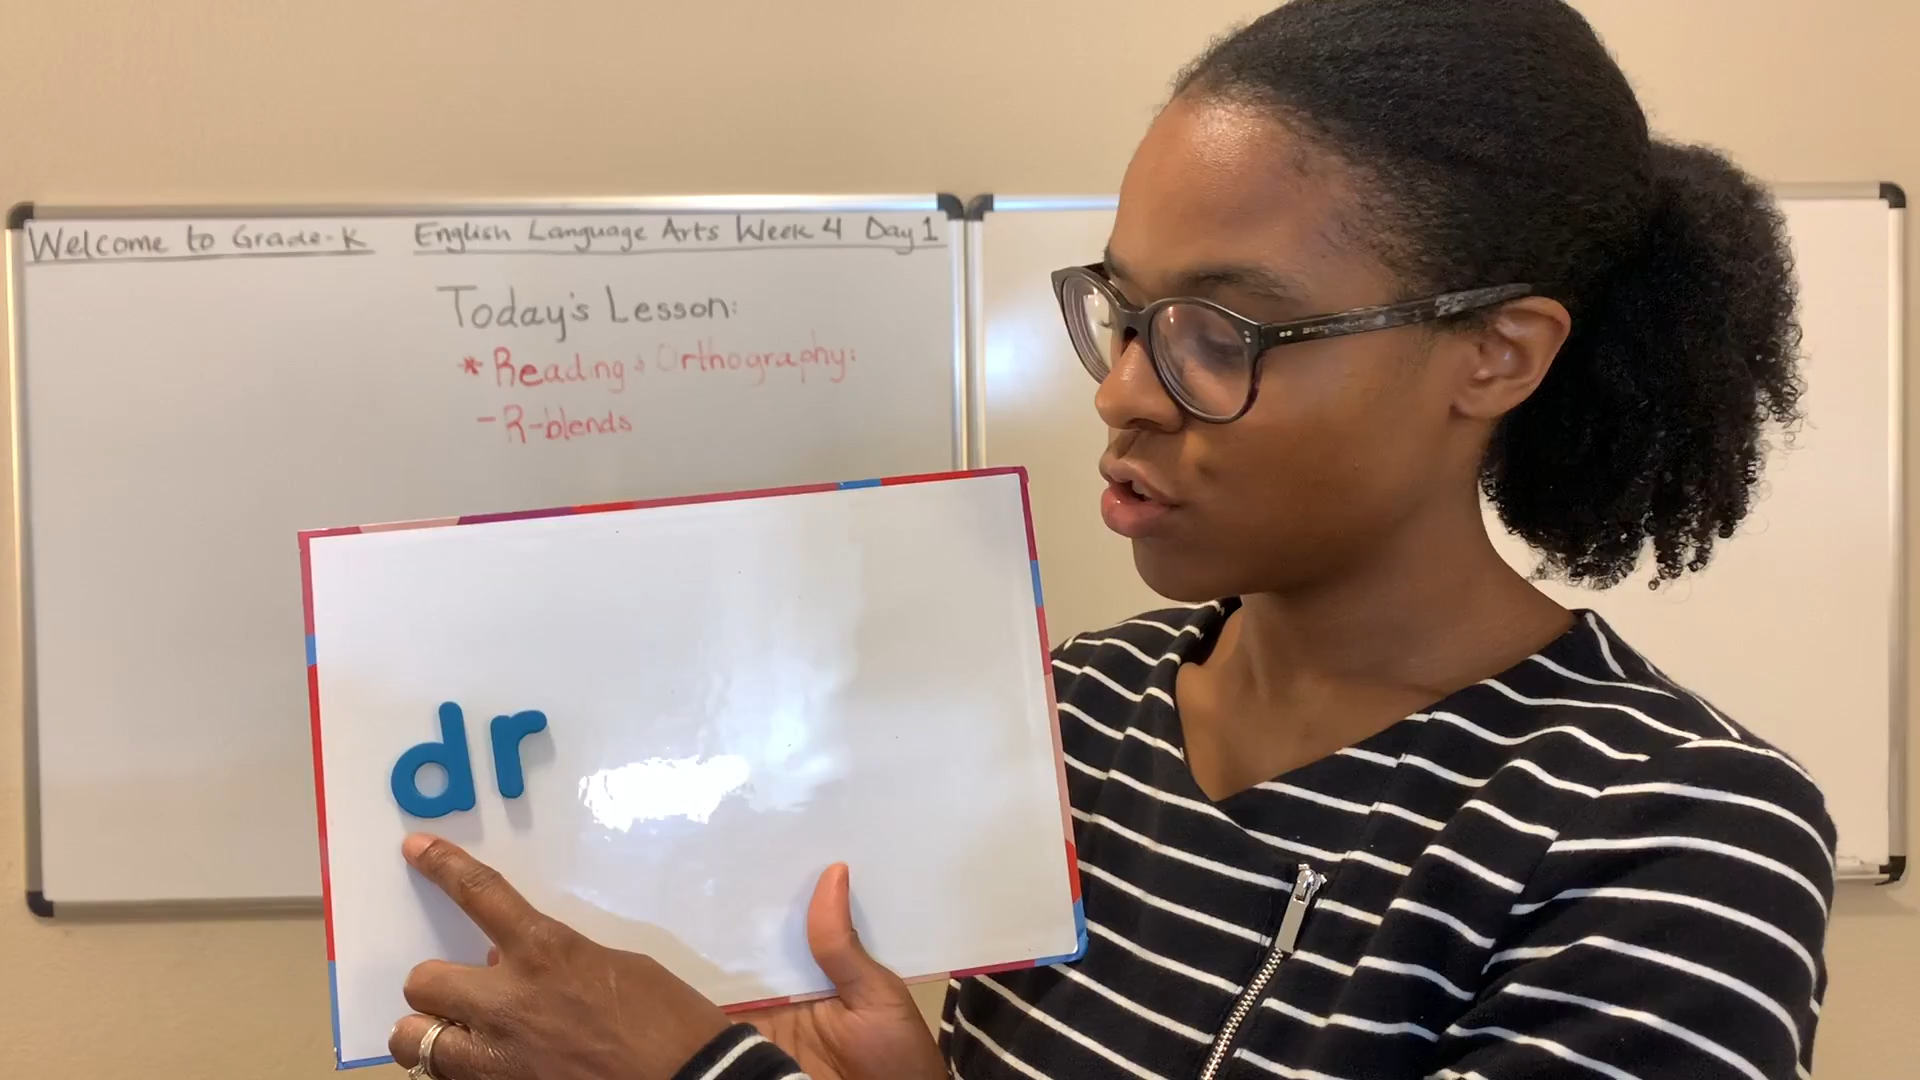 Welcome to Grade-K English Language Arts Week 4 Day 1
Today's Lesson:
* Reading & Orthography:
- R-blends
dr